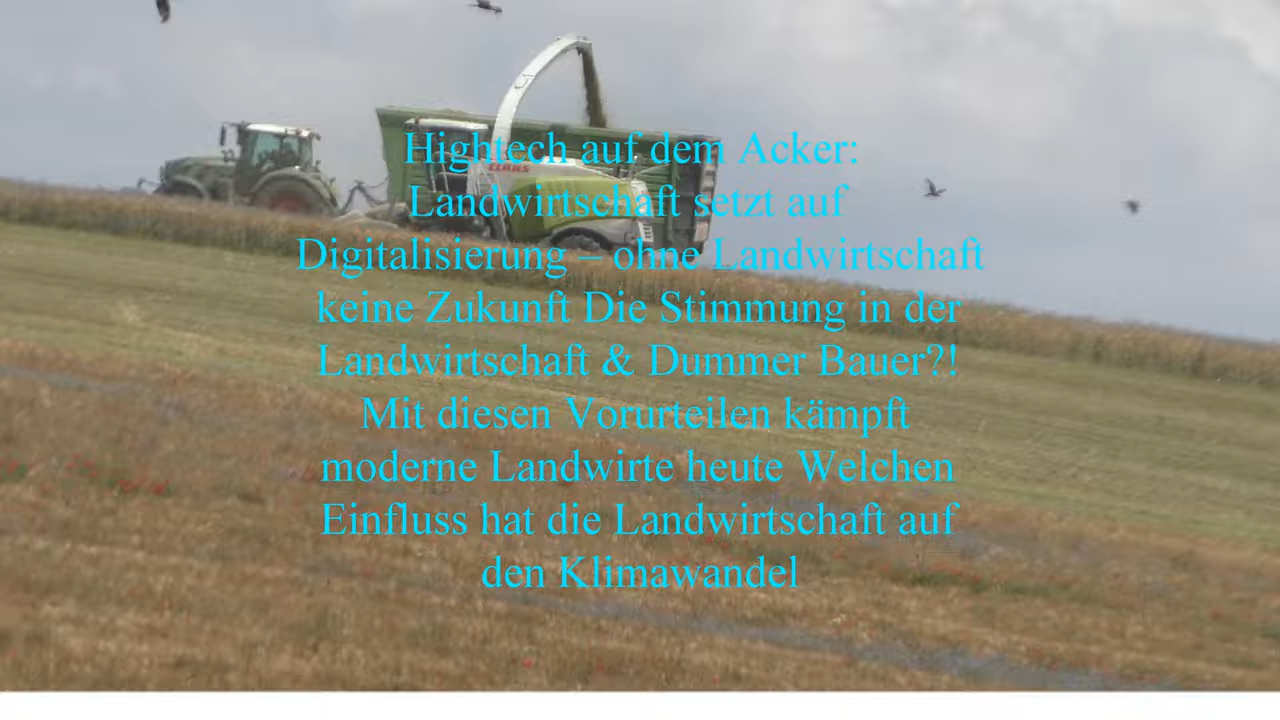 CLAAS
Hightech auf dem Acker:
Landwirtschaft setzt auf
Digitalisierung – ohne Landwirtschaft
keine Zukunft Die Stimmung in der
Landwirtschaft & Dummer Bauer?!
Mit diesen Vorurteilen kämpft
moderne Landwirte heute Welchen
Einfluss hat die Landwirtschaft auf
den Klimawandel